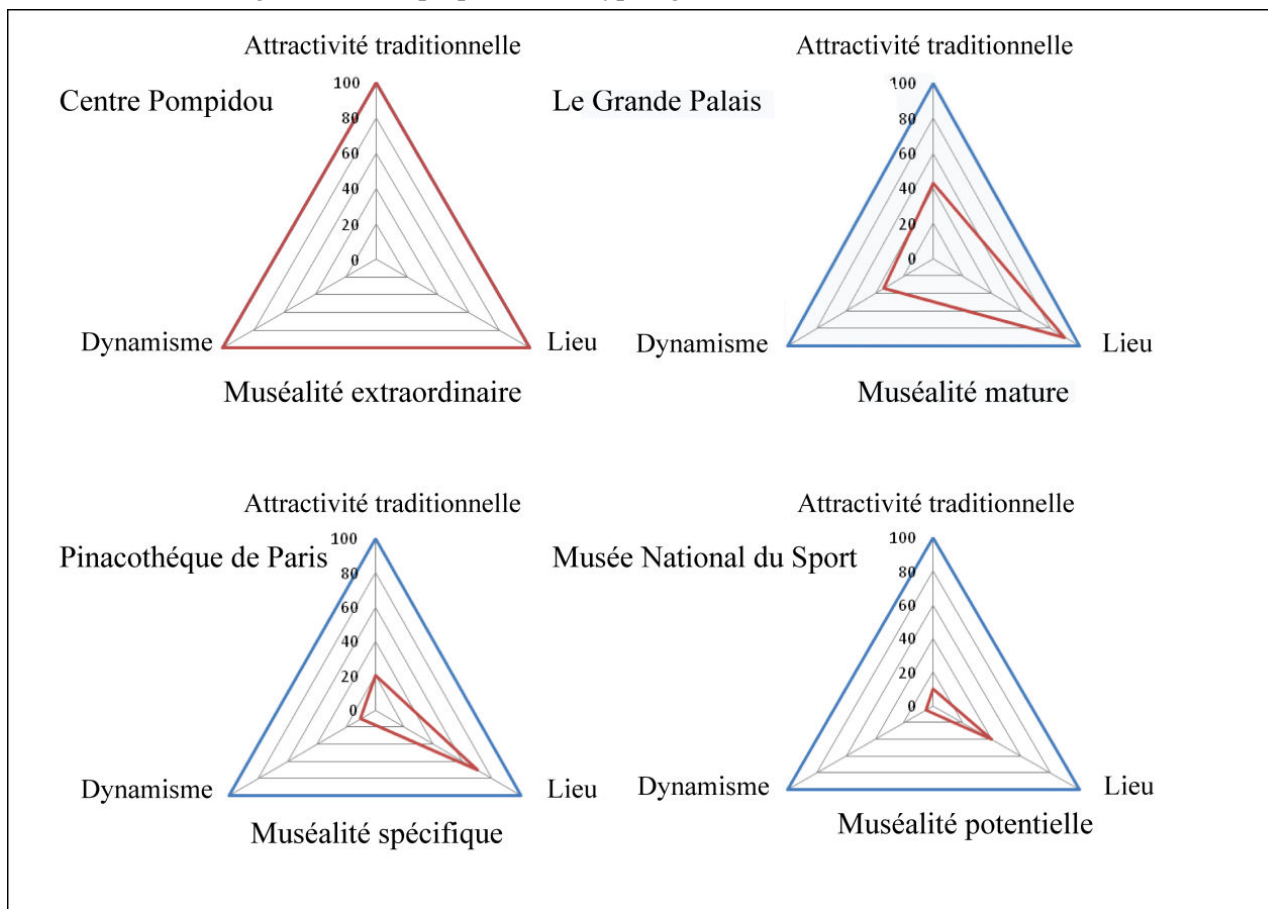 Attractivité traditionnelle
Centre Pompidou
100
80
60
40
20
0
Dynamisme
Lieu
Muséalité extraordinaire
Attractivité traditionnelle
Le Grande Palais
100
80
60
40
20
0
Dynamisme
Lieu
Muséalité mature
Attractivité traditionnelle
Pinacothéque de Paris
100
80
60
40
20
0
Dynamisme
Lieu
Muséalité spécifique
Attractivité traditionnelle
Musée National du Sport
100
80
60
40
20
0
Dynamisme
Lieu
Muséalité potentielle